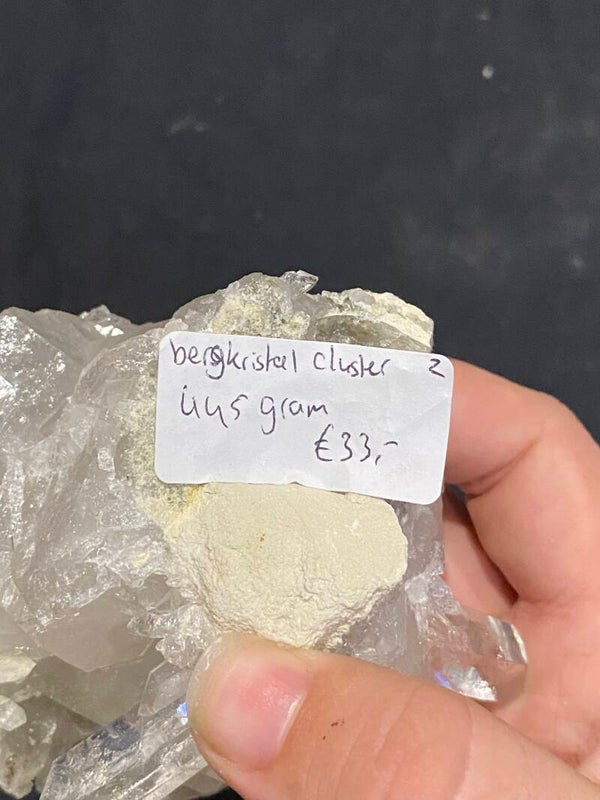 bergkristal cluster 2
445 gram
€33,-